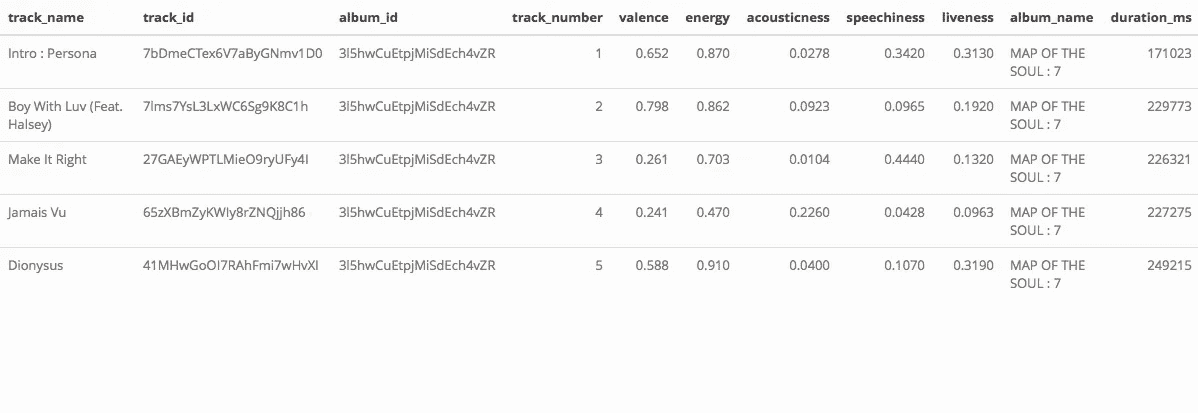 track_name track_id album_id track_number valence energy acousticness speechiness liveness album_name duration_ms
Intro : Persona 7bDmeCTex6V7aByGNmv1D0 3l5hwCuEtpjMiSdEch4vZR 1 0.652 0.870 0.0278 0.3420 0.3130 MAP OF THE 171023
SOUL : 7
Boy With Luv (Feat. 7lms7YsL3LxWC6Sg9K8C1h 3l5hwCuEtpjMiSdEch4vZR 2 0.798 0.862 0.0923 0.0965 0.1920 MAP OF THE 229773
Halsey) SOUL : 7
Make It Right 27GAEyWPTLMieO9ryUFy4I 3l5hwCuEtpjMiSdEch4vZR 3 0.261 0.703 0.0104 0.4440 0.1320 MAP OF THE 226321
SOUL : 7
Jamais Vu 65zXBmZyKWIy8rZNQjjh86 3l5hwCuEtpjMiSdEch4vZR 4 0.241 0.470 0.2260 0.0428 0.0963 MAP OF THE 227275
SOUL : 7
Dionysus 41MHwGoOI7RAhFmi7wHvXI 3l5hwCuEtpjMiSdEch4vZR 5 0.588 0.910 0.0400 0.1070 0.3190 MAP OF THE 249215
SOUL : 7